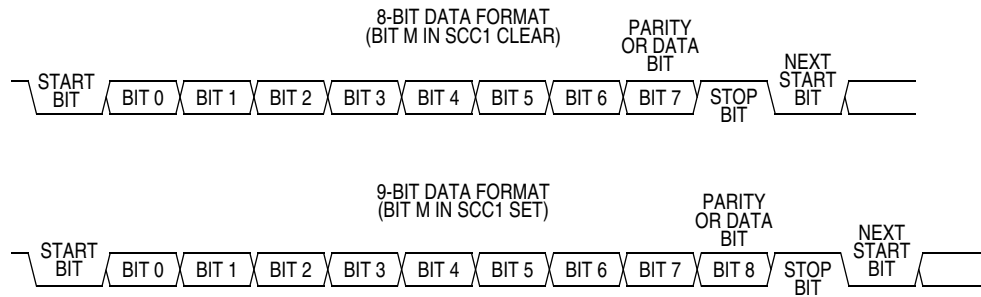 8-BIT DATA FORMAT
(BIT M IN SCC1 CLEAR)
PARITY
OR DATA
BIT
START
BIT
BIT 0
BIT 1
BIT 2
BIT 3
BIT 4
BIT 5
BIT 6
BIT 7
STOP
BIT
NEXT
START
BIT
9-BIT DATA FORMAT
(BIT M IN SCC1 SET)
PARITY
OR DATA
BIT
START
BIT
BIT 0
BIT 1
BIT 2
BIT 3
BIT 4
BIT 5
BIT 6
BIT 7
BIT 8
STOP
BIT
NEXT
START
BIT